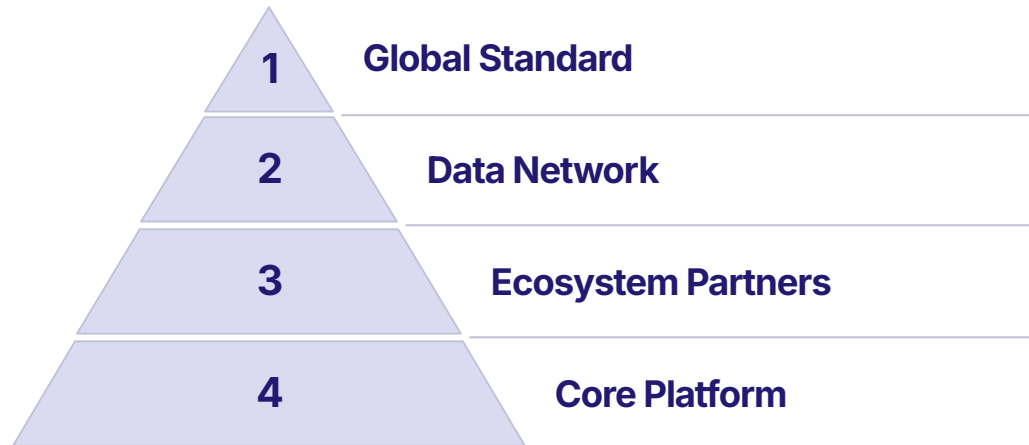 1
Global Standard
2
Data Network
3
Ecosystem Partners
4
Core Platform